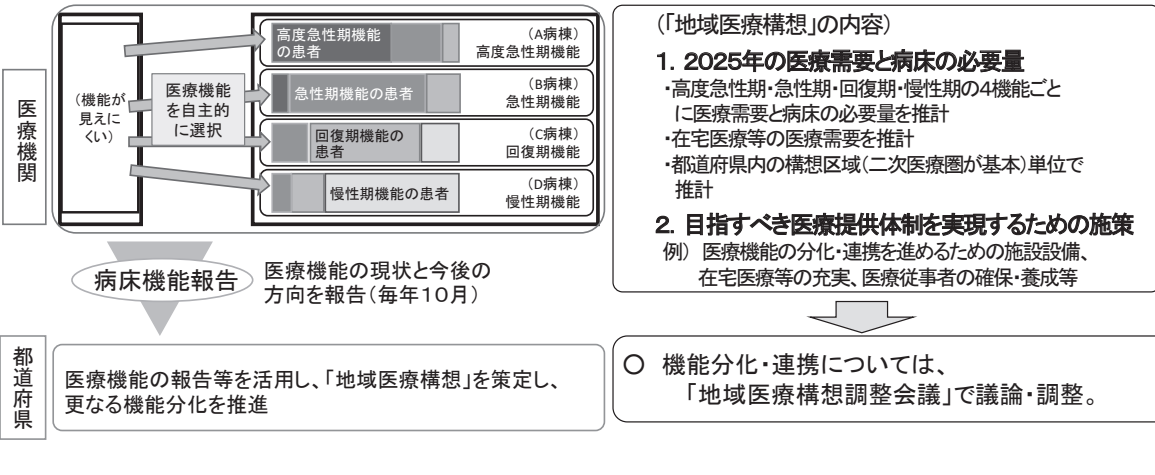 医療機関
(機能が
見えに
くい)
医療機能
を自主的
に選択
高度急性期機能
の患者
(A病棟)
高度急性期機能
急性期機能の患者
(B病棟)
急性期機能
回復期機能の
患者
(C病棟)
回復期機能
慢性期機能の患者
(D病棟)
慢性期機能
病床機能報告
医療機能の現状と今後の
方向を報告(毎年10月)
都道府県
医療機能の報告等を活用し、「地域医療構想」を策定し、
更なる機能分化を推進
(「地域医療構想」の内容)
1．2025年の医療需要と病床の必要量
・高度急性期・急性期・回復期・慢性期の4機能ごと
に医療需要と病床の必要量を推計
・在宅医療等の医療需要を推計
・都道府県内の構想区域(二次医療圏が基本)単位で
推計
2．目指すべき医療提供体制を実現するための施策
例） 医療機能の分化・連携を進めるための施設設備、
在宅医療等の充実、医療従事者の確保・養成等
○ 機能分化・連携については、
「地域医療構想調整会議」で議論・調整。